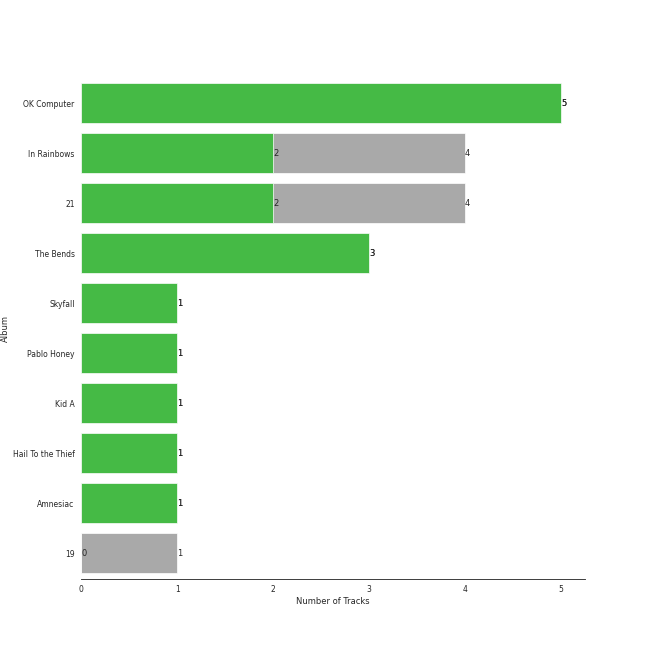 OK Computer 5
In Rainbows 2 4
21 2 4
The Bends 3
Skyfall 1
Pablo Honey 1
Kid A 1
Hail To the Thief 1
Amnesiac 1
19 0 1
Album
0 1 2 3 4 5
Number of Tracks